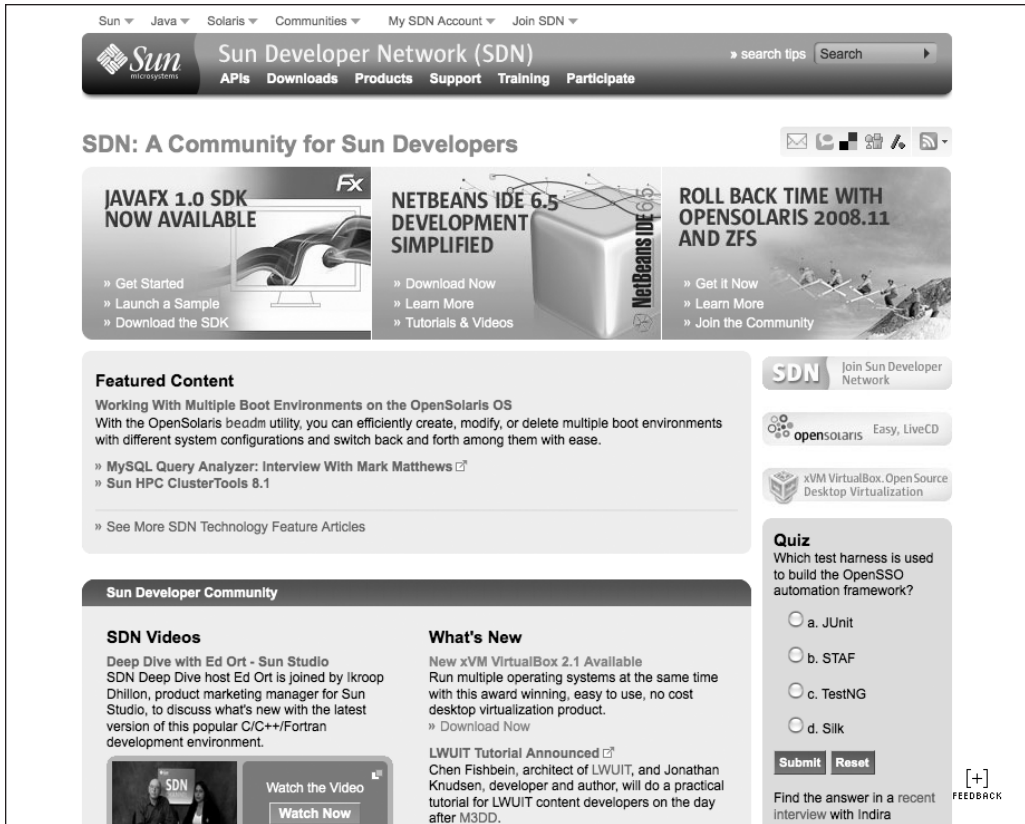 Sun Java Solaris Communities My SDN Account Join SDN
Sun microsystems
Sun Developer Network (SDN)
» search tips Search
APIs Downloads Products Support Training Participate
SDN: A Community for Sun Developers
JAVAFX 1.0 SDK
NOW AVAILABLE
» Get Started
» Launch a Sample
» Download the SDK
Fx
NETBEANS IDE 6.5
DEVELOPMENT
SIMPLIFIED
» Download Now
» Learn More
» Tutorials & Videos
NetBeans IDE 6.5
ROLL BACK TIME WITH
OPENSOLARIS 2008.11
AND ZFS
» Get it Now
» Learn More
» Join the Community
Featured Content
Working With Multiple Boot Environments on the OpenSolaris OS
With the OpenSolaris beadm utility, you can efficiently create, modify, or delete multiple boot environments
with different system configurations and switch back and forth among them with ease.
» MySQL Query Analyzer: Interview With Mark Matthews
» Sun HPC ClusterTools 8.1
» See More SDN Technology Feature Articles
SDN Join Sun Developer
Network
opensolaris Easy, LiveCD
xVM VirtualBox. Open Source
Desktop Virtualization
Quiz
Which test harness is used
to build the OpenSSO
automation framework?
a. JUnit
b. STAF
c. TestNG
d. Silk
Submit Reset
Find the answer in a recent
interview with Indira
Sun Developer Community
SDN Videos
Deep Dive with Ed Ort - Sun Studio
SDN Deep Dive host Ed Ort is joined by Ikroop
Dhillon, product marketing manager for Sun
Studio, to discuss what's new with the latest
version of this popular C/C++/Fortran
development environment.
SDN
Watch the Video
Watch Now
What's New
New xVM VirtualBox 2.1 Available
Run multiple operating systems at the same time
with this award winning, easy to use, no cost
desktop virtualization product.
» Download Now
LWUIT Tutorial Announced
Chen Fishbein, architect of LWUIT, and Jonathan
Knudsen, developer and author, will do a practical
tutorial for LWUIT content developers on the day
after M3DD.
[+]
FEEDBACK